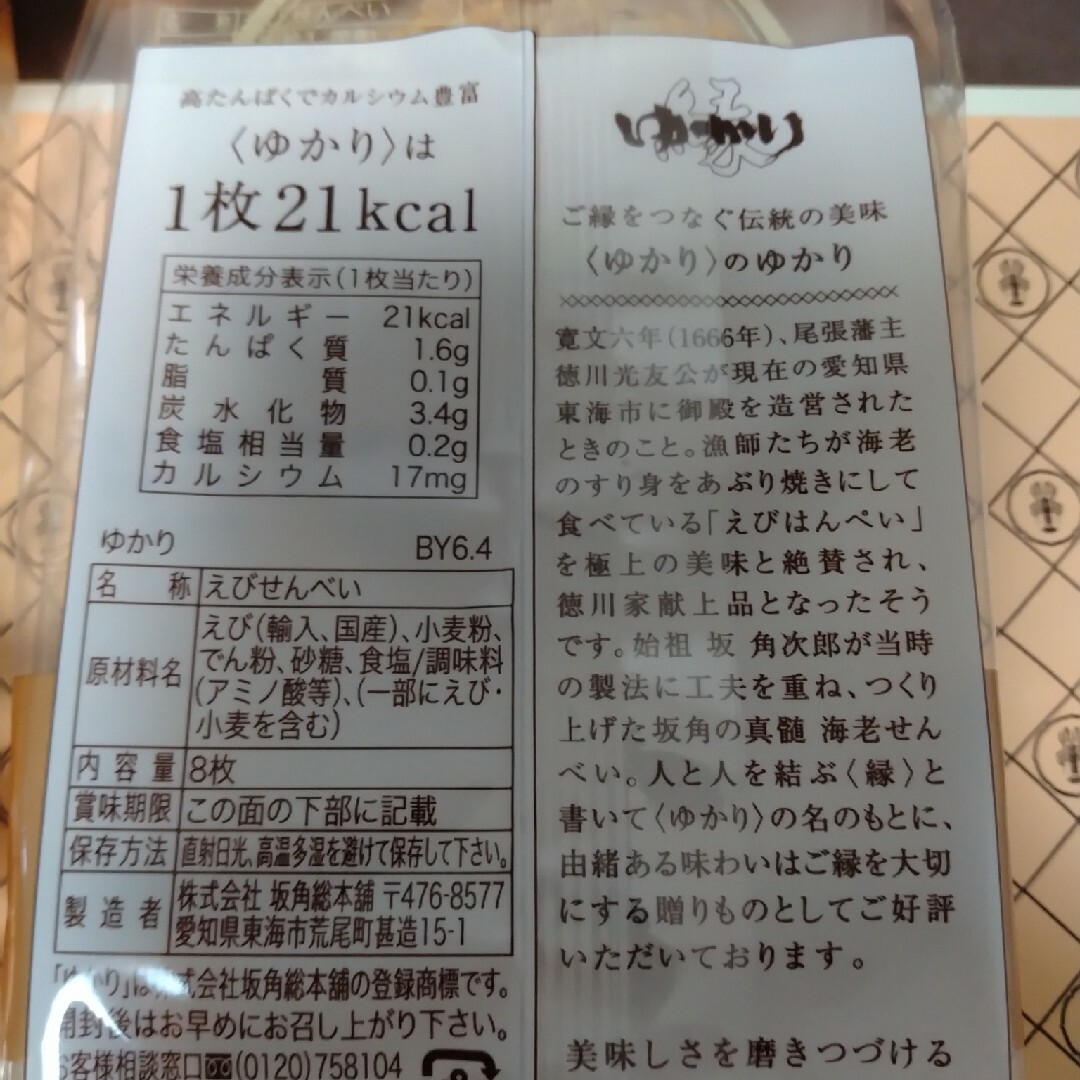 高たんぱくでカルシウム豊富
〈ゆかり〉は
1枚21kcal
栄養成分表示(1枚当たり)
エネルギー 21kcal
たんぱく質 1.6g
脂質 0.1g
炭水化物 3.4g
食塩相当量 0.2g
カルシウム 17mg
ゆかり BY6.4
名称 えびせんべい
原材料名 えび(輸入、国産)、小麦粉、
でん粉、砂糖、食塩/調味料
(アミノ酸等)、(一部にえび・
小麦を含む)
内容量 8枚
賞味期限 この面の下部に記載
保存方法 直射日光、高温多湿を避けて保存して下さい。
製造者 株式会社 坂角総本舖 〒476-8577
愛知県東海市荒尾町甚造15-1
「ゆかり」は株式会社坂角総本舖の登録商標です。
開封後はお早めにお召し上がり下さい。
お客様相談窓口 (0120)758104
縁
ゆかり
ご縁をつなぐ伝統の美味
〈ゆかり〉のゆかり
寛文六年(1666年)、尾張藩主
徳川光友公が現在の愛知県
東海市に御殿を造営された
ときのこと。漁師たちが海老
のすり身をあぶり焼きにして
食べている「えびはんぺい」
を極上の美味と絶賛され、
徳川家献上品となったそう
です。始祖 坂 角次郎が当時
の製法に工夫を重ね、つくり
上げた坂角の真髄 海老せん
べい。人と人を結ぶ〈縁〉と
書いて〈ゆかり〉の名のもとに、
由緒ある味わいはご縁を大切
にする贈りものとしてご好評
いただいております。
美味しさを磨きつづける